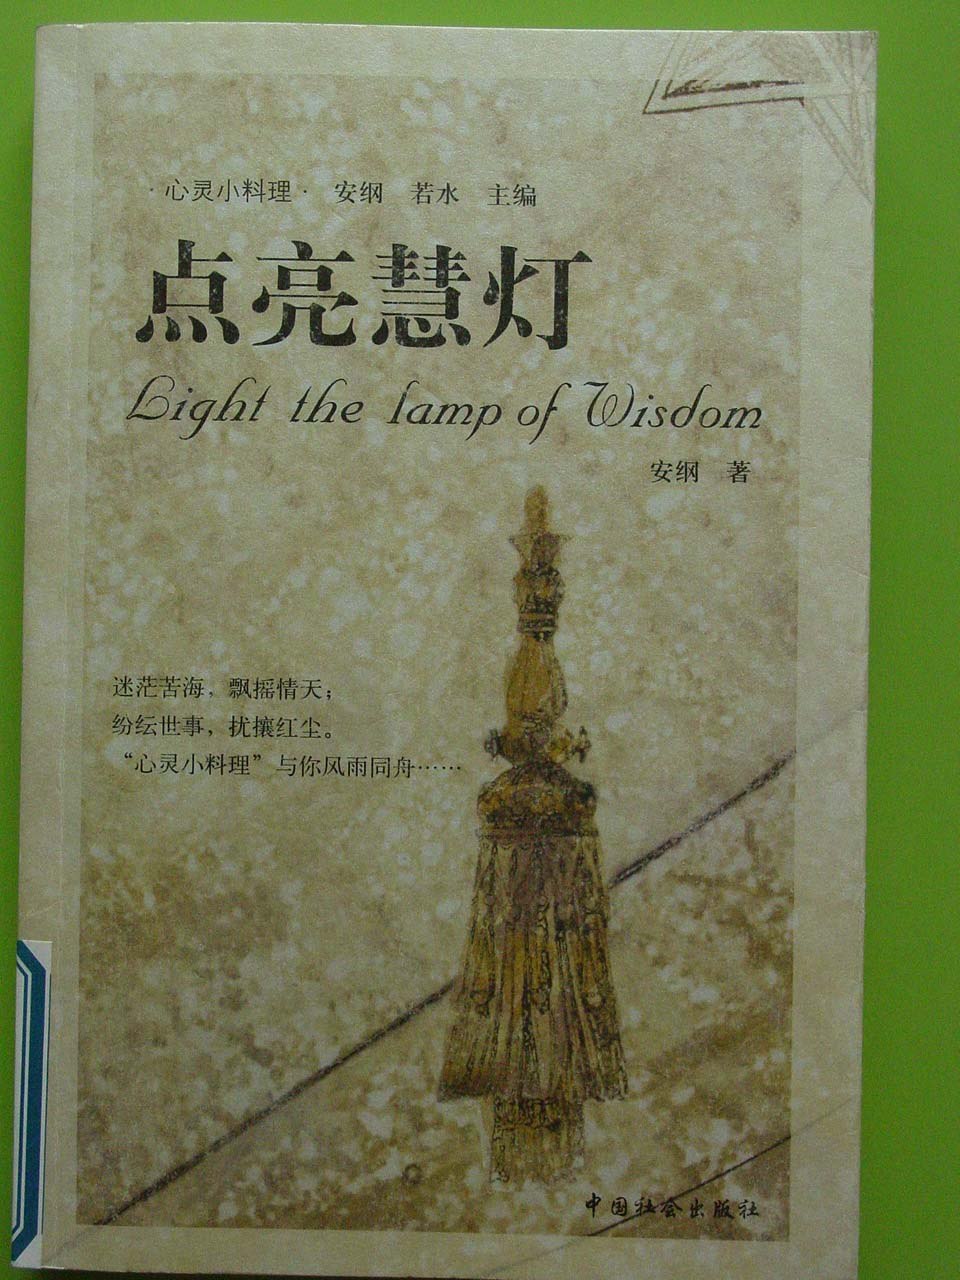 ·心灵小料理· 安纲 若水 主编
点亮慧灯
Light the lamp of Wisdom
安纲 著
迷茫苦海，飘摇情天；
纷纭世事，扰攘红尘。
“心灵小料理”与你风雨同舟……
中国社会出版社